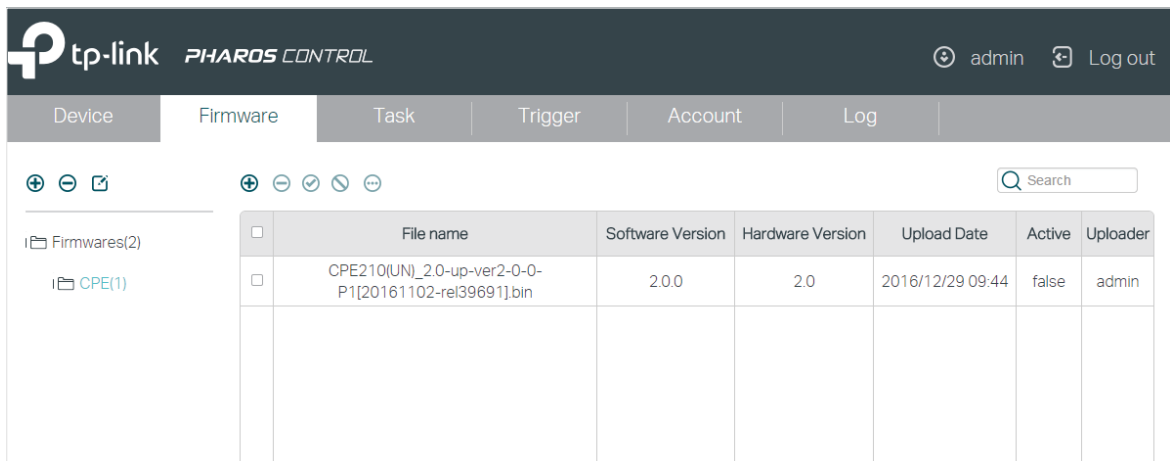 tp-link PHAROS CONTROL
admin Log out
Device Firmware Task Trigger Account Log
Search
Firmwares(2)
CPE(1)
File name Software Version Hardware Version Upload Date Active Uploader
CPE210(UN)_2.0-up-ver2-0-0-
P1[20161102-rel39691].bin
2.0.0 2.0 2016/12/29 09:44 false admin